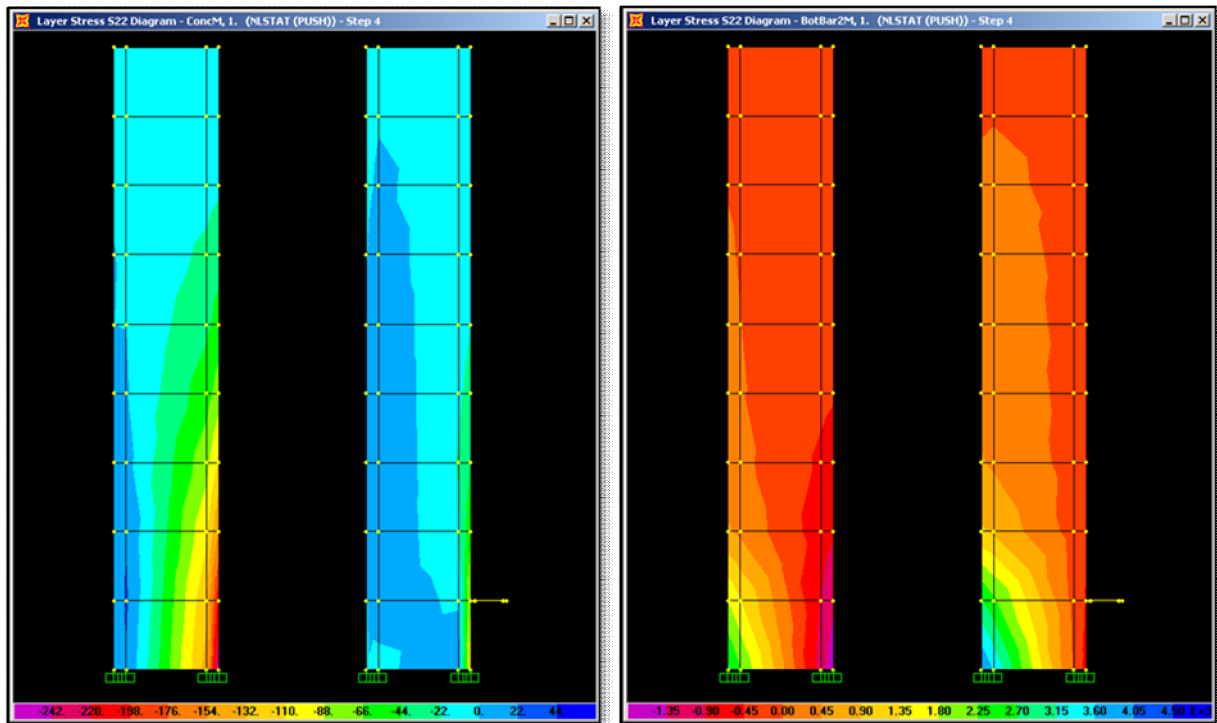 Layer Stress S22 Diagram - ConcM, 1. (NLSTAT (PUSH)) - Step 4
Layer Stress S22 Diagram - BotBar2M, 1. (NLSTAT (PUSH)) - Step 4
-242. -220. -198. -176. -154. -132. -110. -88. -66. -44. -22. 0. 22. 44
-1.35 -0.90 -0.45 0.00 0.45 0.90 1.35 1.80 2.25 2.70 3.15 3.60 4.05 4.50